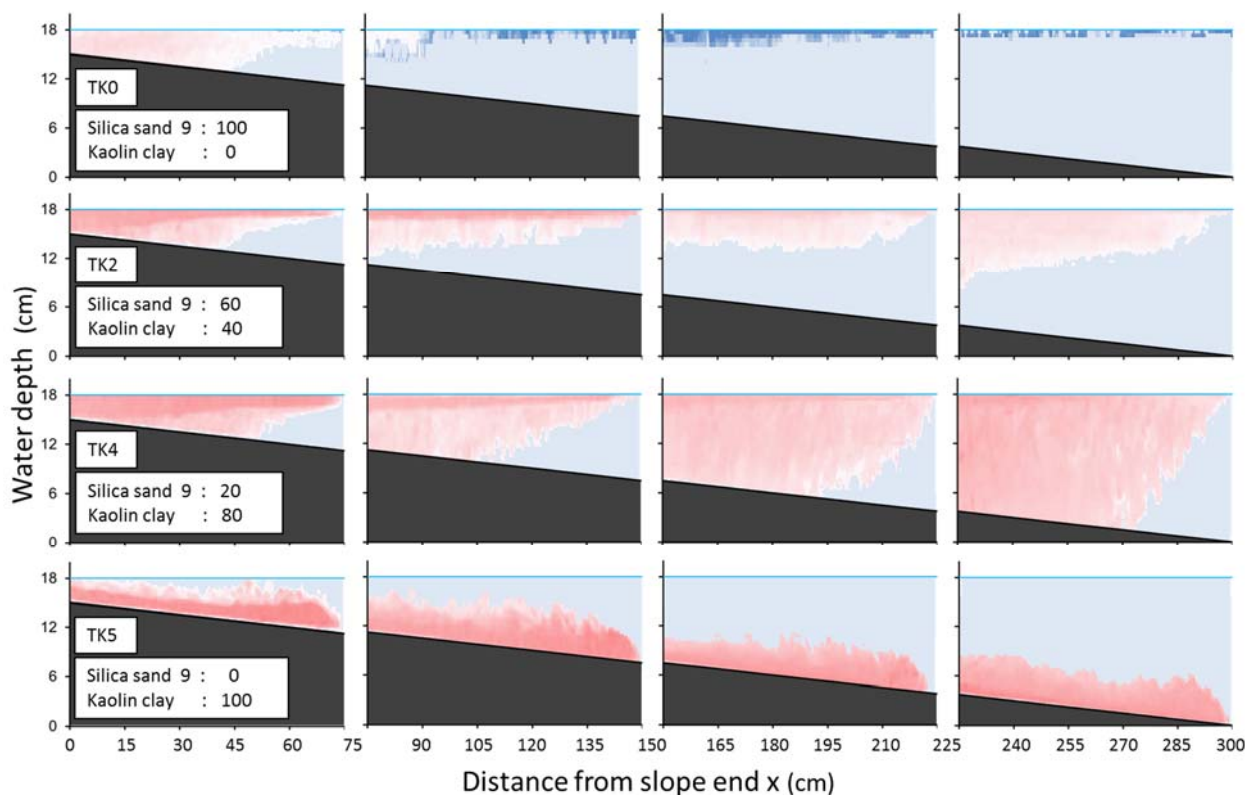 18
12
6
0
TK0
Silica sand 9 : 100
Kaolin clay : 0
18
12
6
0
TK2
Silica sand 9 : 60
Kaolin clay : 40
Water depth (cm)
18
12
6
0
TK4
Silica sand 9 : 20
Kaolin clay : 80
18
12
6
0
TK5
Silica sand 9 : 0
Kaolin clay : 100
0 15 30 45 60 75 90 105 120 135 150 165 180 195 210 225 240 255 270 285 300
Distance from slope end x (cm)